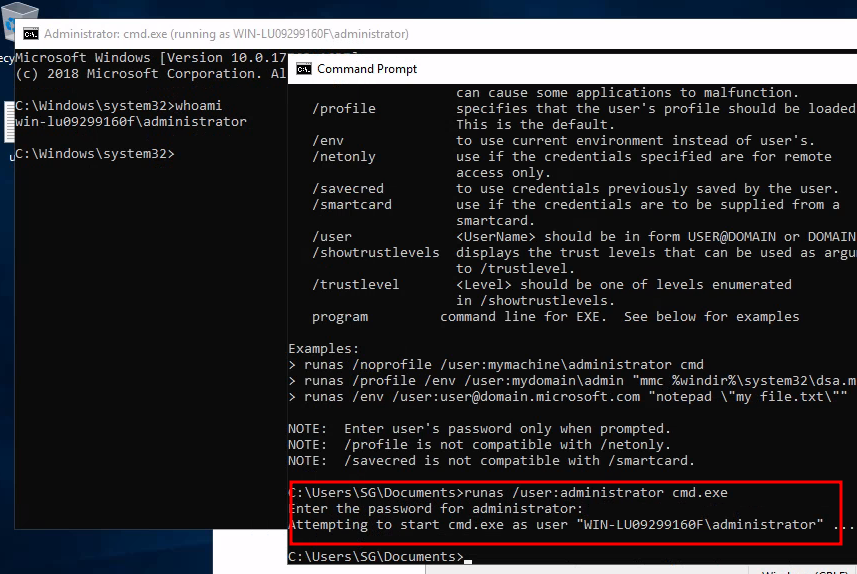 Administrator: cmd.exe (running as WIN-LU09299160F\administrator)
Microsoft Windows [Version 10.0.17
(c) 2018 Microsoft Corporation. Al
C:\Windows\system32>whoami
win-lu09299160f\administrator
C:\Windows\system32>
Command Prompt
can cause some applications to malfunction.
/profile specifies that the user's profile should be loaded
This is the default.
/env to use current environment instead of user's.
/netonly use if the credentials specified are for remote
access only.
/savecred to use credentials previously saved by the user.
/smartcard use if the credentials are to be supplied from a
smartcard.
/user <UserName> should be in form USER@DOMAIN or DOMAIN
/showtrustlevels displays the trust levels that can be used as argu
to /trustlevel.
/trustlevel <Level> should be one of levels enumerated
in /showtrustlevels.
program command line for EXE. See below for examples
Examples:
> runas /noprofile /user:mymachine\administrator cmd
> runas /profile /env /user:mydomain\admin "mmc %windir%\system32\dsa.m
> runas /env /user:user@domain.microsoft.com "notepad \"my file.txt\""
NOTE: Enter user's password only when prompted.
NOTE: /profile is not compatible with /netonly.
NOTE: /savecred is not compatible with /smartcard.
C:\Users\SG\Documents>runas /user:administrator cmd.exe
Enter the password for administrator:
Attempting to start cmd.exe as user "WIN-LU09299160F\administrator" ...
C:\Users\SG\Documents>_